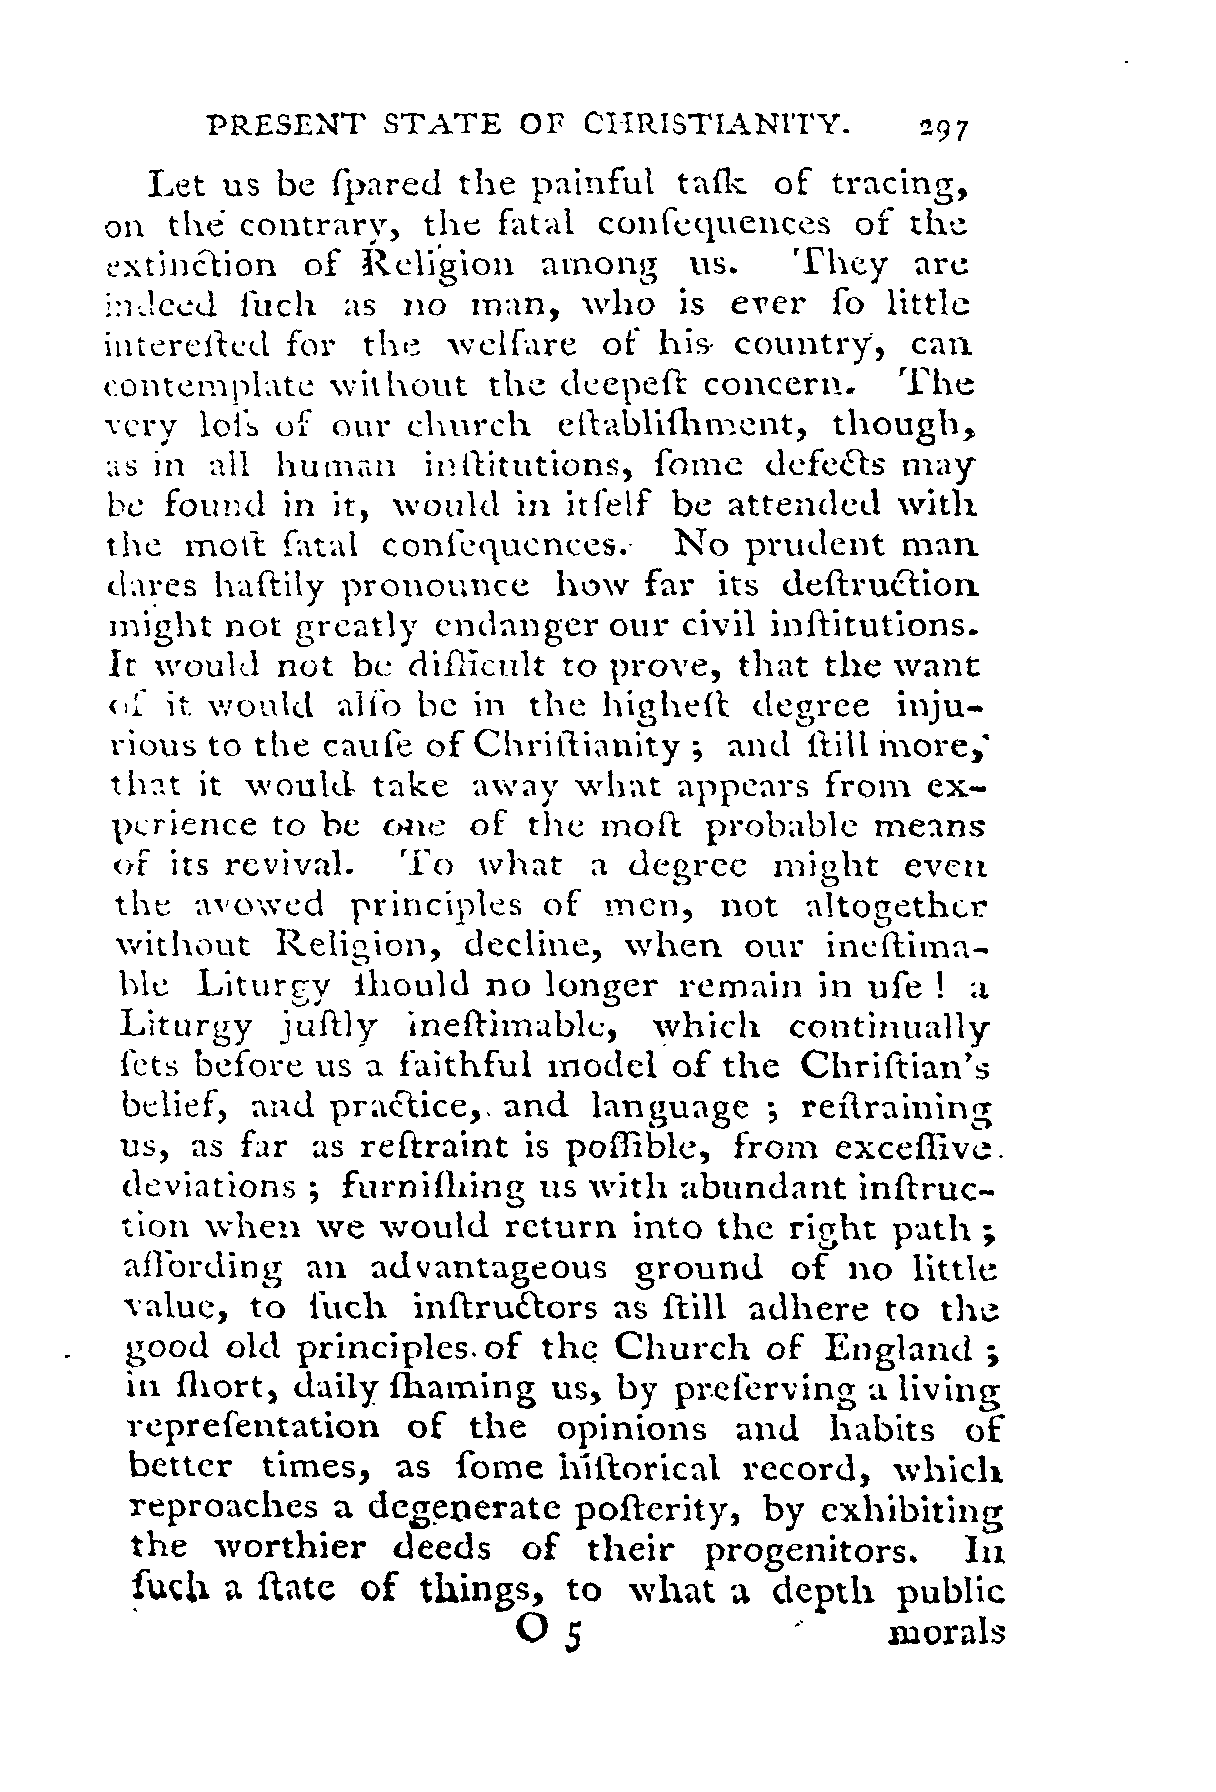 PRESENT STATE OF CHRISTIANITY. 297
Let us be ſpared the painful taſk of tracing,
on the contrary, the fatal conſequences of the
extinction of Religion among us. They are
indeed ſuch as no man, who is ever ſo little
intereſted for the welfare of his country, can
contemplate without the deepeſt concern. The
very loſs of our church eſtabliſhment, though,
as in all human inſtitutions, ſome defects may
be found in it, would in itſelf be attended with
the moſt fatal conſequences. No prudent man
dares haſtily pronounce how far its deſtruction
might not greatly endanger our civil inſtitutions.
It would not be difficult to prove, that the want
of it would alſo be in the higheſt degree inju-
rious to the cauſe of Chriſtianity ; and ſtill more,
that it would take away what appears from ex-
perience to be one of the moſt probable means
of its revival. To what a degree might even
the avowed principles of men, not altogether
without Religion, decline, when our ineſtima-
ble Liturgy ſhould no longer remain in uſe ! a
Liturgy juſtly ineſtimable, which continually
ſets before us a faithful model of the Chriſtian's
belief, and practice, and language ; reſtraining
us, as far as reſtraint is poſſible, from exceſſive
deviations ; furniſhing us with abundant inſtruc-
tion when we would return into the right path ;
affording an advantageous ground of no little
value, to ſuch inſtructors as ſtill adhere to the
good old principles of the Church of England ;
in ſhort, daily ſhaming us, by preſerving a living
repreſentation of the opinions and habits of
better times, as ſome hiſtorical record, which
reproaches a degenerate poſterity, by exhibiting
the worthier deeds of their progenitors. In
ſuch a ſtate of things, to what a depth public
O 5 morals